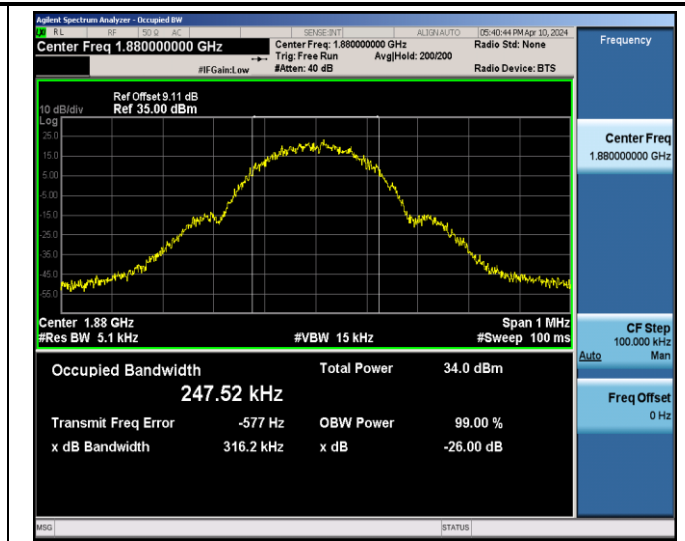 Agilent Spectrum Analyzer - Occupied BW
RL RF 50 Ω AC SENSE:INT ALIGN AUTO 05:40:44 PM Apr 10, 2024
Center Freq 1.880000000 GHz
Center Freq: 1.880000000 GHz Radio Std: None
Trig: Free Run Avg|Hold: 200/200
#IFGain:Low #Atten: 40 dB Radio Device: BTS
Frequency
Ref Offset 9.11 dB
10 dB/div Ref 35.00 dBm
Log
25.0
15.0
5.00
-5.00
-15.0
-25.0
-35.0
-45.0
-55.0
Center 1.88 GHz Span 1 MHz
#Res BW 5.1 kHz #VBW 15 kHz #Sweep 100 ms
Center Freq
1.880000000 GHz
CF Step
100.000 kHz
Auto Man
Freq Offset
0 Hz
Occupied Bandwidth Total Power 34.0 dBm
247.52 kHz
Transmit Freq Error -577 Hz OBW Power 99.00 %
x dB Bandwidth 316.2 kHz x dB -26.00 dB
MSG STATUS